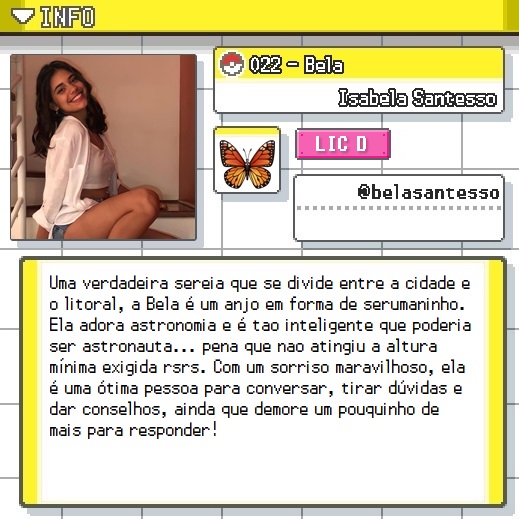 INFO
022 - Bela
Isabela Santesso
LIC D
@belasantesso
Uma verdadeira sereia que se divide entre a cidade e
o litoral, a Bela é um anjo em forma de serumaninho.
Ela adora astronomia e é tao inteligente que poderia
ser astronauta... pena que nao atingiu a altura
mínima exigida rsrs. Com um sorriso maravilhoso, ela
é uma ótima pessoa para conversar, tirar dúvidas e
dar conselhos, ainda que demore um pouquinho de
mais para responder!